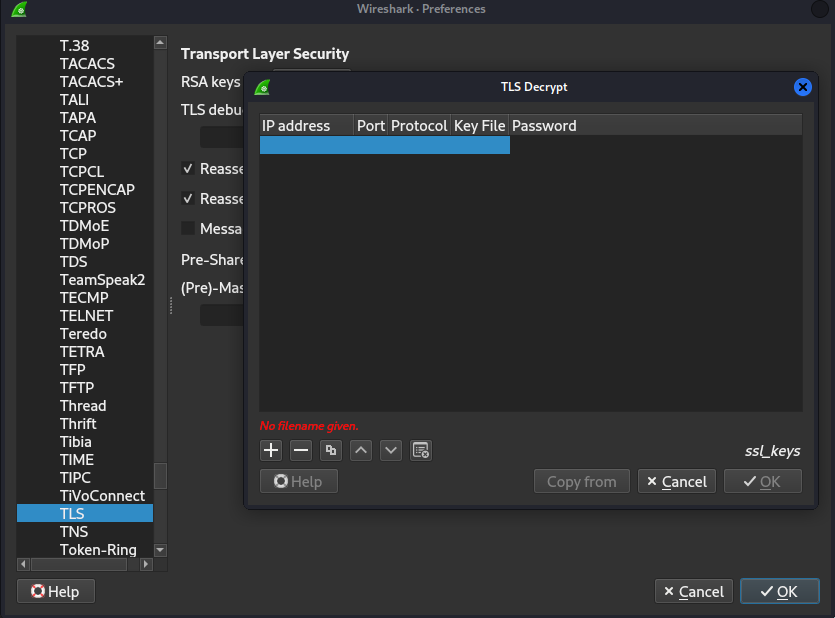 Wireshark · Preferences
T.38
TACACS
TACACS+
TALI
TAPA
TCAP
TCP
TCPCL
TCPENCAP
TCPROS
TDMoE
TDMoP
TDS
TeamSpeak2
TECMP
TELNET
Teredo
TETRA
TFP
TFTP
Thread
Thrift
Tibia
TIME
TIPC
TiVoConnect
TLS
TNS
Token-Ring
Transport Layer Security
RSA keys
TLS debu
Reasse
Reasse
Messa
Pre-Share
(Pre)-Mas
TLS Decrypt
IP address Port Protocol Key File Password
No filename given.
ssl_keys
Help Copy from Cancel OK
Help Cancel OK